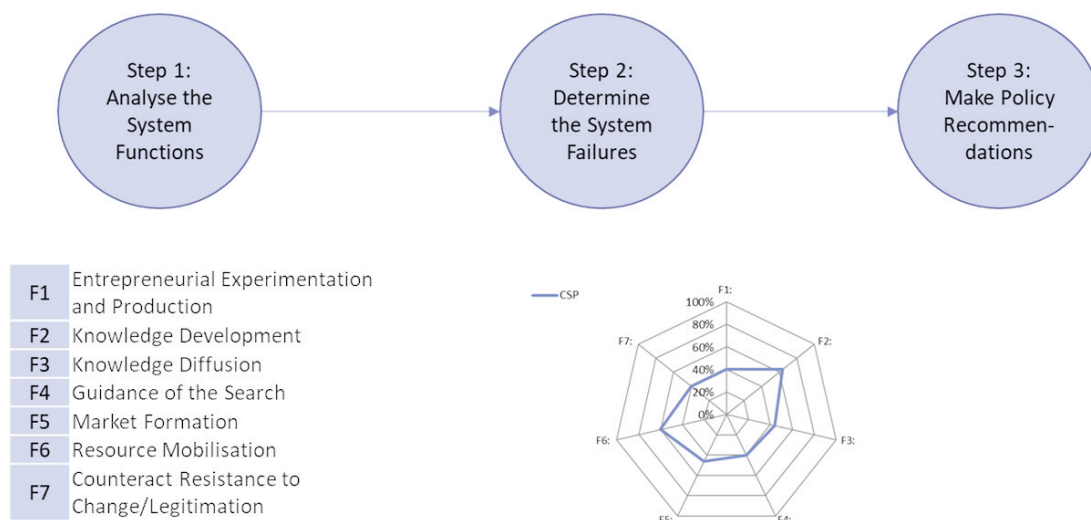 Step 1:
Analyse the
System
Functions
Step 2:
Determine
the System
Failures
Step 3:
Make Policy
Recommen-
dations
F1 Entrepreneurial Experimentation
and Production
F2 Knowledge Development
F3 Knowledge Diffusion
F4 Guidance of the Search
F5 Market Formation
F6 Resource Mobilisation
F7 Counteract Resistance to
Change/Legitimation
CSP
F1:
100%
80%
60%
40%
20%
0%
F2:
F3:
F4:
F5:
F6:
F7: